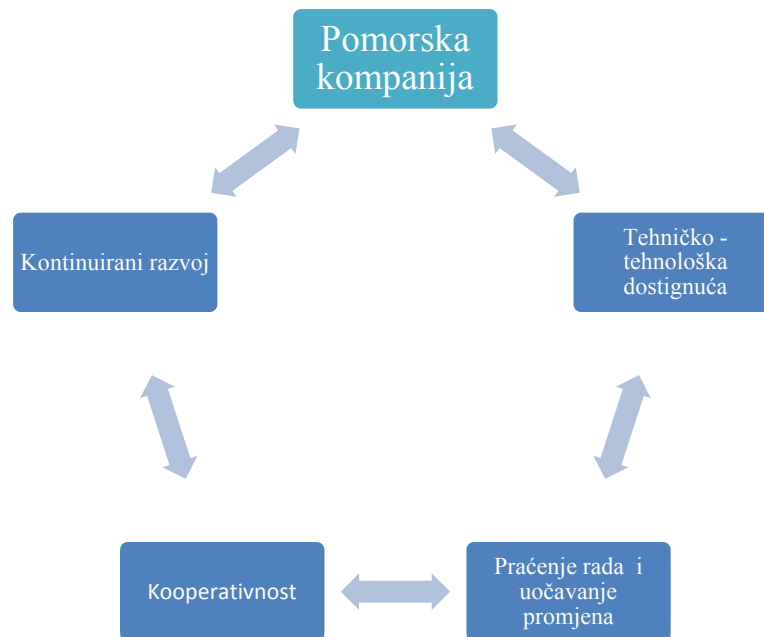 Pomorska
kompanija
Kontinuirani razvoj
Tehničko -
tehnološka
dostignuća
Kooperativnost
Praćenje rada i
uočavanje
promjena